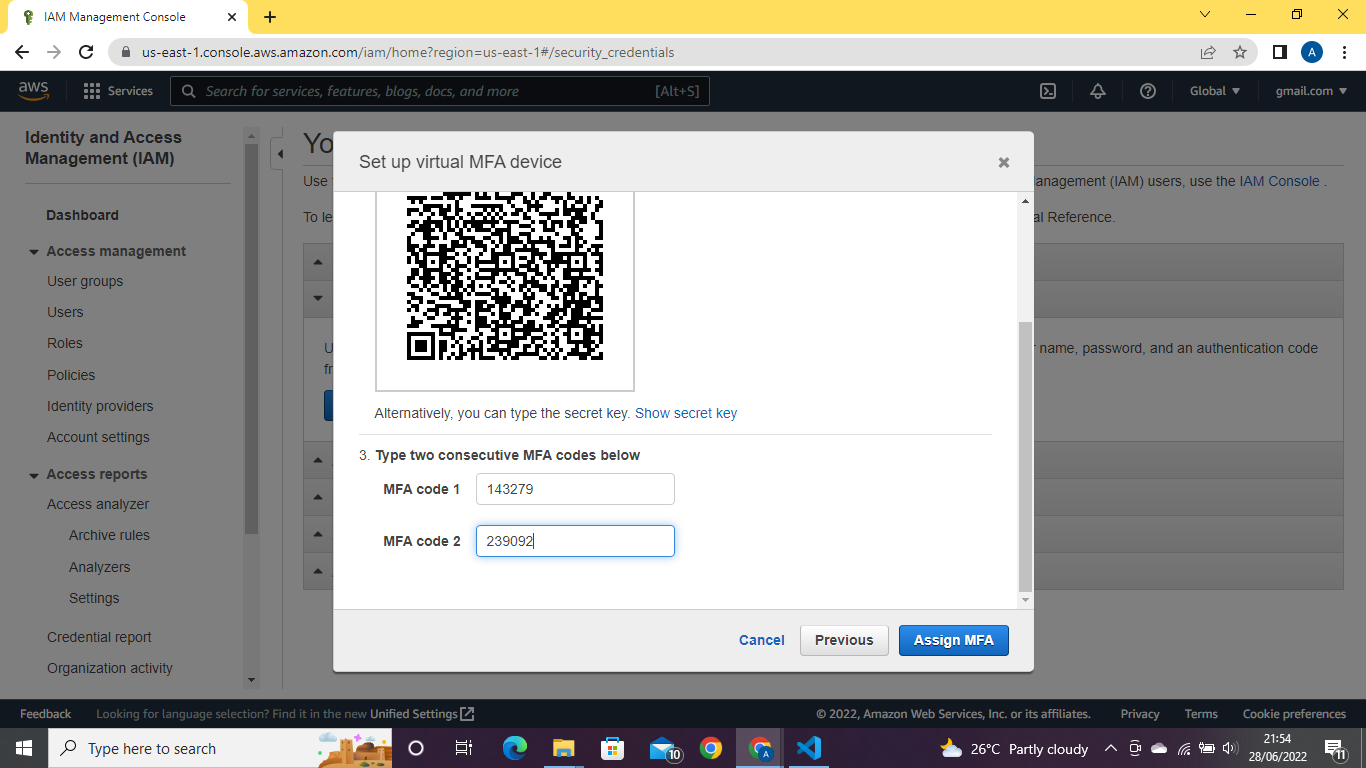 IAM Management Console
us-east-1.console.aws.amazon.com/iam/home?region=us-east-1#/security_credentials
A
aws
Services
Search for services, features, blogs, docs, and more
[Alt+S]
Global
gmail.com
Identity and Access
Management (IAM)
Dashboard
Access management
User groups
Users
Roles
Policies
Identity providers
Account settings
Access reports
Access analyzer
Archive rules
Analyzers
Settings
Credential report
Organization activity
Yo
Use
anagement (IAM) users, use the IAM Console .
To le
al Reference.
U
name, password, and an authentication code
fr
Set up virtual MFA device
Alternatively, you can type the secret key. Show secret key
3. Type two consecutive MFA codes below
MFA code 1 143279
MFA code 2 239092
Cancel
Previous
Assign MFA
Feedback
Looking for language selection? Find it in the new Unified Settings
© 2022, Amazon Web Services, Inc. or its affiliates.
Privacy
Terms
Cookie preferences
Type here to search
10
A
26°C Partly cloudy
21:54
28/06/2022
11